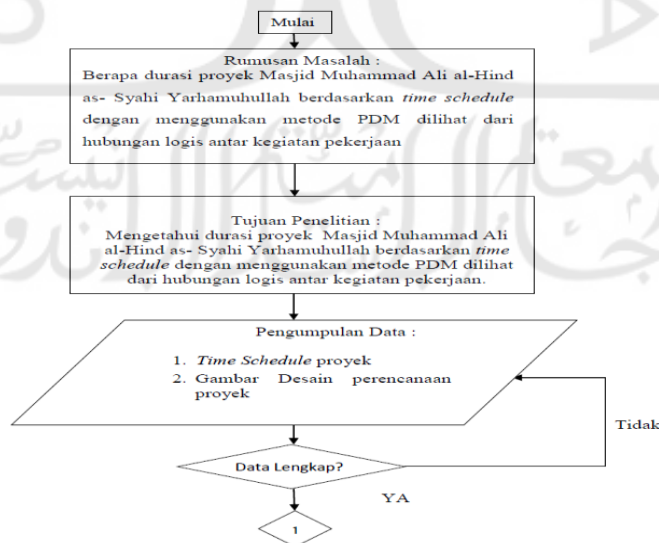 Mulai
Rumusan Masalah :
Berapa durasi proyek Masjid Muhammad Ali al-Hind
as- Syahi Yarhamuhullah berdasarkan time schedule
dengan menggunakan metode PDM dilihat dari
hubungan logis antar kegiatan pekerjaan
Tujuan Penelitian :
Mengetahui durasi proyek Masjid Muhammad Ali
al-Hind as- Syahi Yarhamuhullah berdasarkan time
schedule dengan menggunakan metode PDM dilihat
dari hubungan logis antar kegiatan pekerjaan.
Pengumpulan Data :
1. Time Schedule proyek
2. Gambar Desain perencanaan
proyek
Tidak
Data Lengkap?
YA
1